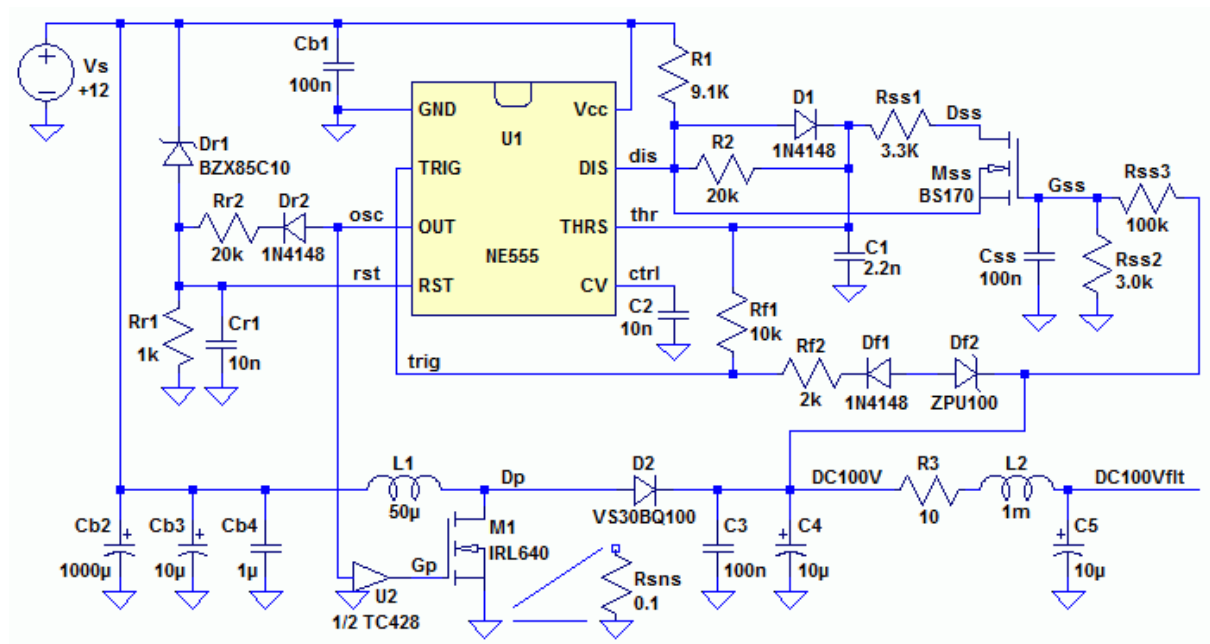 Vs
+12
Cb1
100n
GND
TRIG
OUT
RST
U1
NE555
Vcc
DIS
THRS
CV
R1
9.1K
D1
1N4148
Rss1
3.3K
Dss
dis
R2
20k
Mss
BS170
Gss
Rss3
100k
Dr1
BZX85C10
Rr2
20k
Dr2
1N4148
osc
thr
C1
2.2n
Css
100n
Rss2
3.0k
rst
ctrl
C2
10n
Rf1
10k
Rr1
1k
Cr1
10n
trig
Rf2
2k
Df1
1N4148
Df2
ZPU100
L1
50µ
Dp
D2
VS30BQ100
DC100V
R3
10
L2
1m
DC100Vflt
Cb2
1000µ
Cb3
10µ
Cb4
1µ
M1
IRL640
Gp
U2
1/2 TC428
Rsns
0.1
C3
100n
C4
10µ
C5
10µ